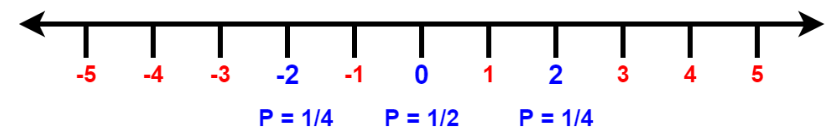 -5 -4 -3 -2 -1 0 1 2 3 4 5
P = 1/4 P = 1/2 P = 1/4